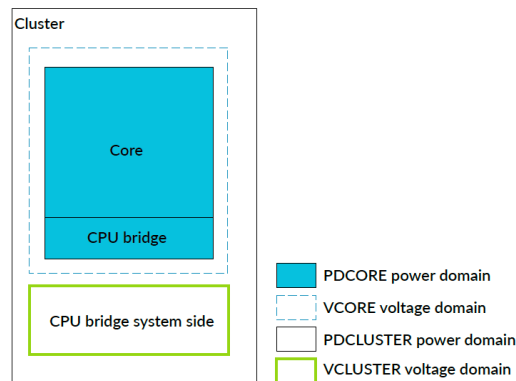 Cluster
Core
CPU bridge
CPU bridge system side
PDCORE power domain
VCORE voltage domain
PDCLUSTER power domain
VCLUSTER voltage domain